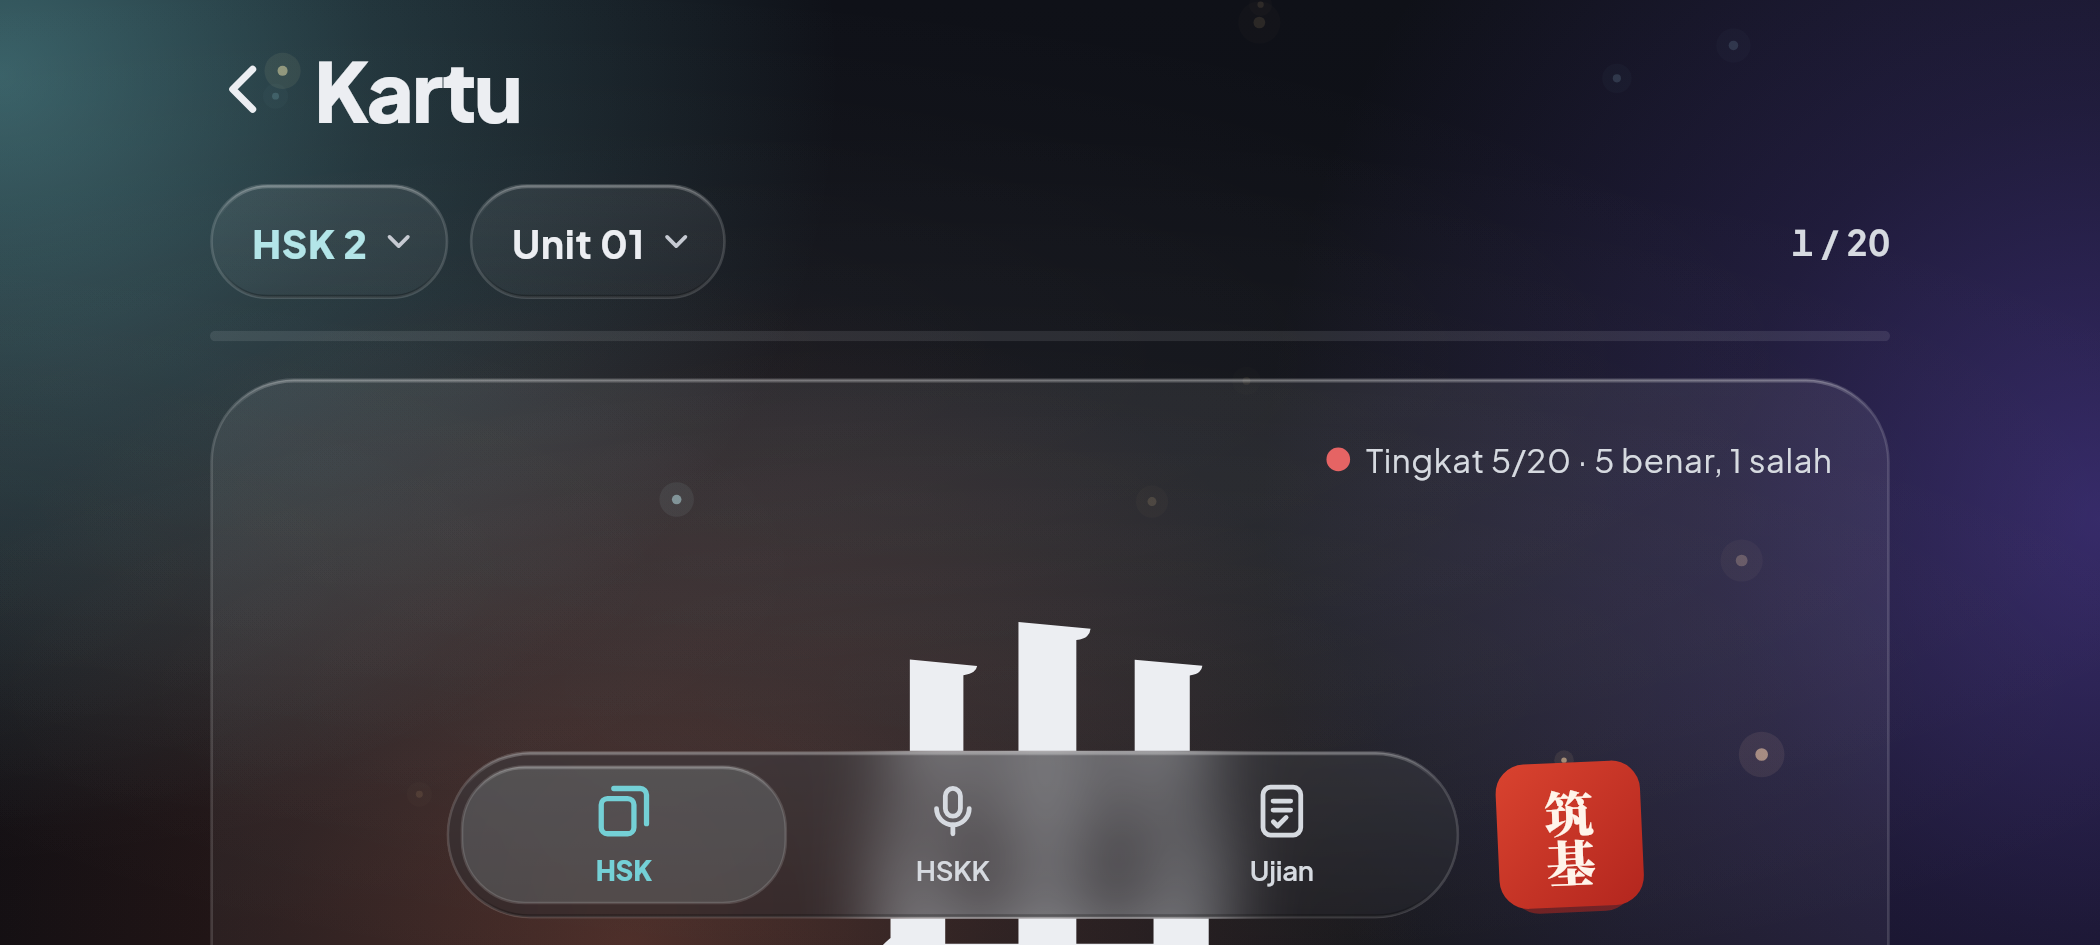 Kartu
HSK 2
Unit 01
1 / 20
Tingkat 5/20 · 5 benar, 1 salah
HSK
HSKK
Ujian
筑
基